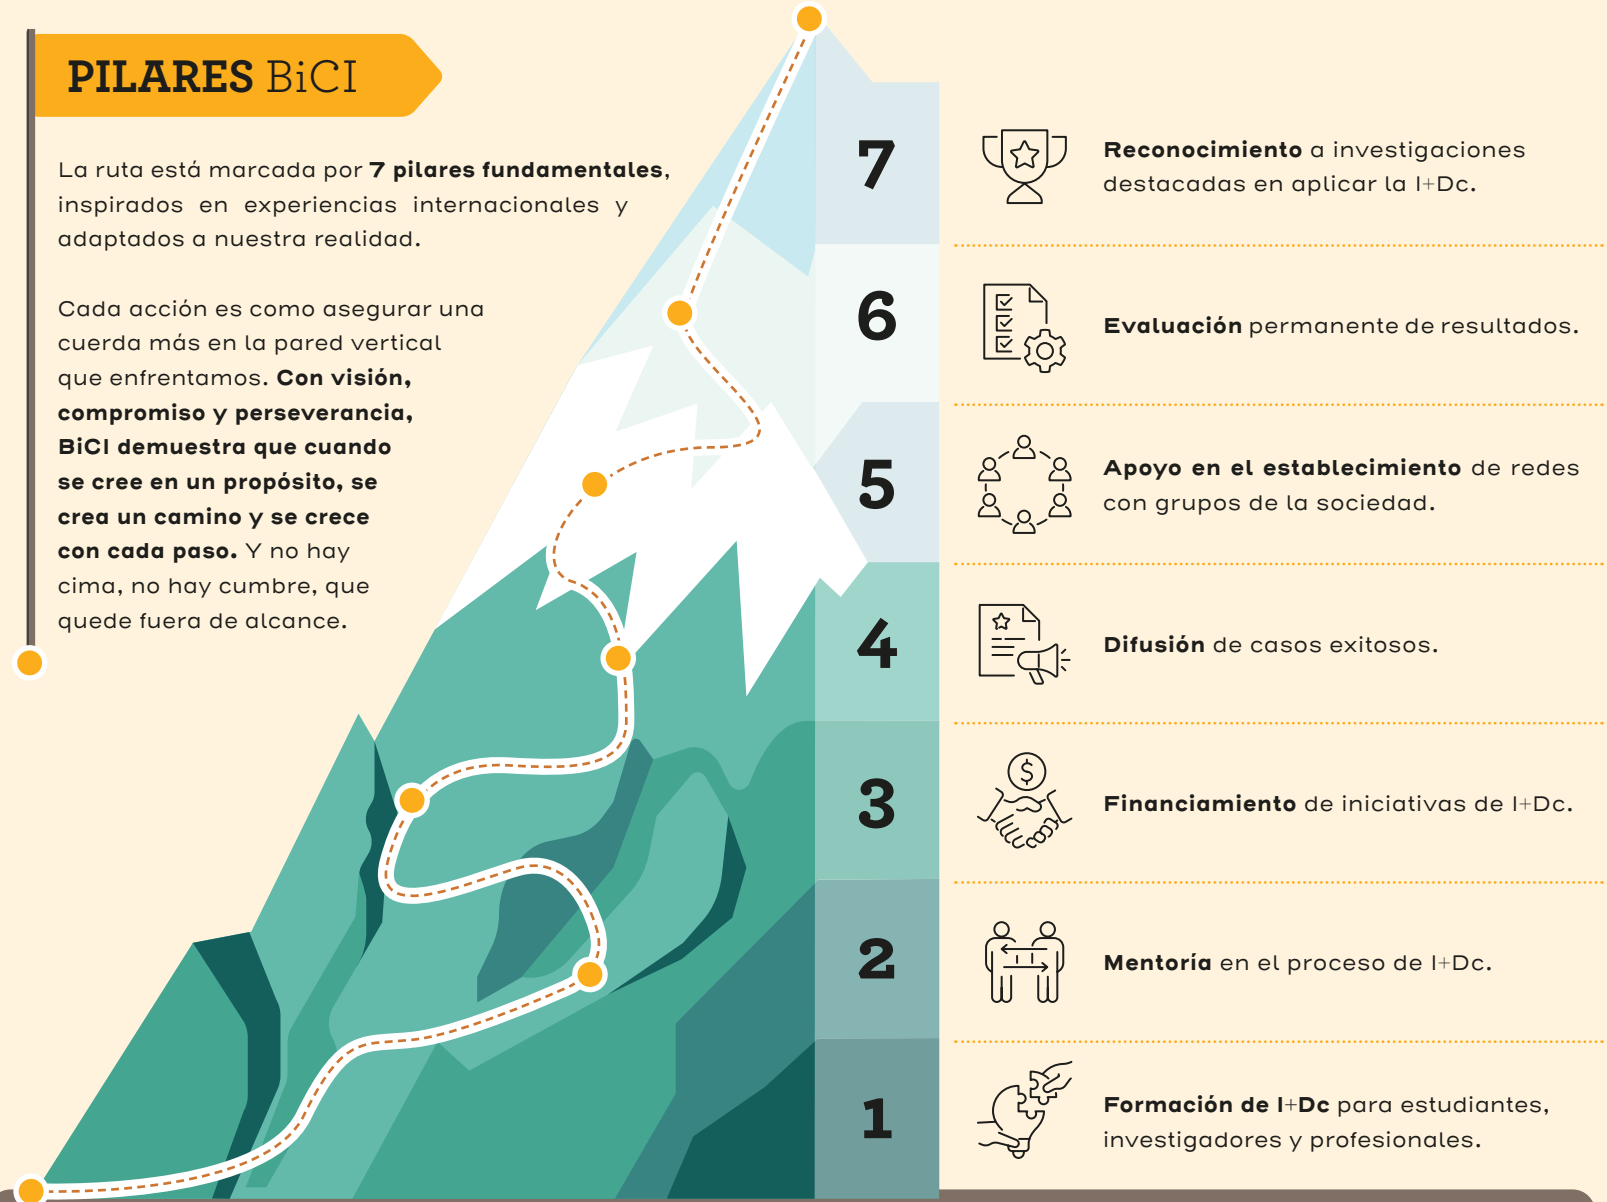 PILARES BiCI
La ruta está marcada por 7 pilares fundamentales,
inspirados en experiencias internacionales y
adaptados a nuestra realidad.
Cada acción es como asegurar una
cuerda más en la pared vertical
que enfrentamos. Con visión,
compromiso y perseverancia,
BiCI demuestra que cuando
se cree en un propósito, se
crea un camino y se crece
con cada paso. Y no hay
cima, no hay cumbre, que
quede fuera de alcance.
7
Reconocimiento a investigaciones
destacadas en aplicar la I+Dc.
6
Evaluación permanente de resultados.
5
Apoyo en el establecimiento de redes
con grupos de la sociedad.
4
Difusión de casos exitosos.
3
$
Financiamiento de iniciativas de I+Dc.
2
Mentoría en el proceso de I+Dc.
1
Formación de I+Dc para estudiantes,
investigadores y profesionales.